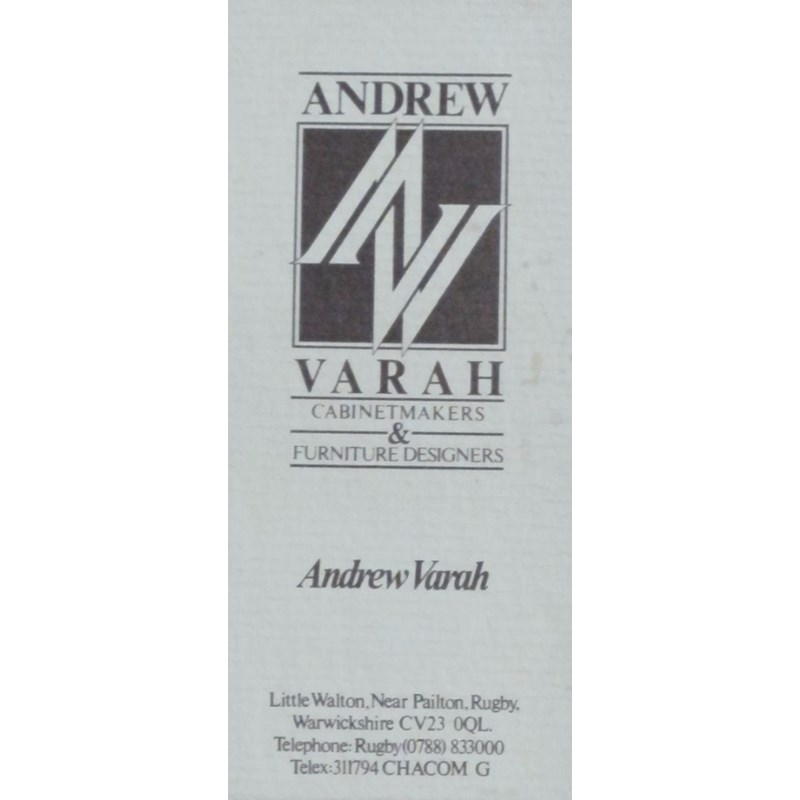 ANDREW
AV
VARAH
CABINETMAKERS
&
FURNITURE DESIGNERS
Andrew Varah
Little Walton, Near Pailton, Rugby,
Warwickshire CV23 0QL.
Telephone: Rugby (0788) 833000
Telex: 311794 CHACOM G